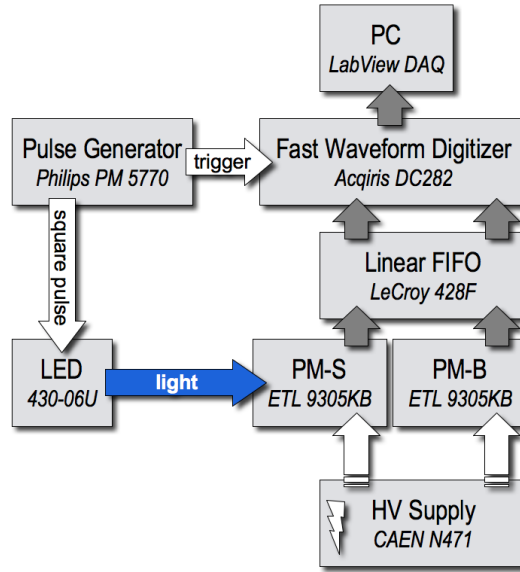 PC
LabView DAQ
Pulse Generator
Philips PM 5770
trigger
Fast Waveform Digitizer
Acqiris DC282
square pulse
Linear FIFO
LeCroy 428F
LED
430-06U
light
PM-S
ETL 9305KB
PM-B
ETL 9305KB
HV Supply
CAEN N471